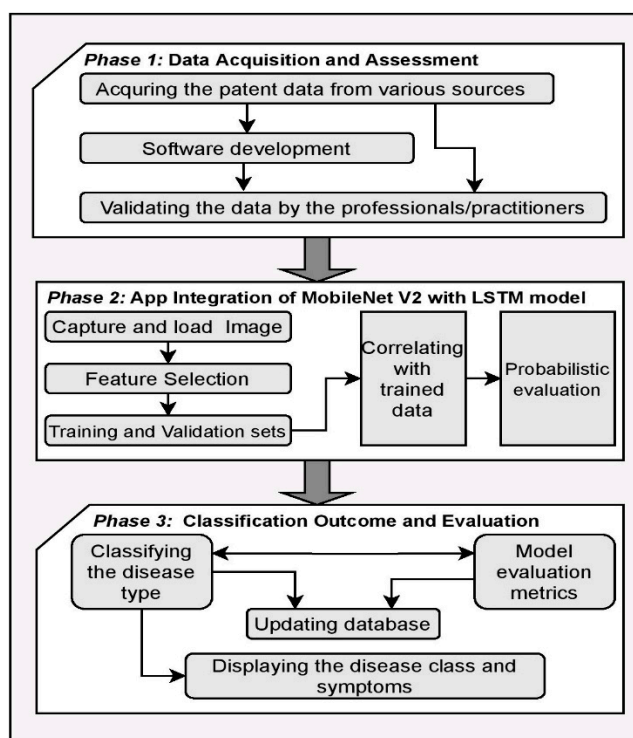 Phase 1: Data Acquisition and Assessment
Acquring the patent data from various sources
Software development
Validating the data by the professionals/practitioners
Phase 2: App Integration of MobileNet V2 with LSTM model
Capture and load Image
Feature Selection
Training and Validation sets
Correlating
with
trained
data
Probabilistic
evaluation
Phase 3: Classification Outcome and Evaluation
Classifying
the disease
type
Model
evaluation
metrics
Updating database
Displaying the disease class and
symptoms